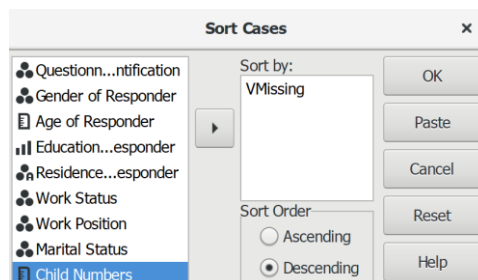 Sort Cases ×
Questionn...ntification
Gender of Responder
Age of Responder
Education...esponder
Residence...esponder
Work Status
Work Position
Marital Status
Child Numbers
Sort by:
VMissing
Sort Order
Ascending
Descending
OK
Paste
Cancel
Reset
Help